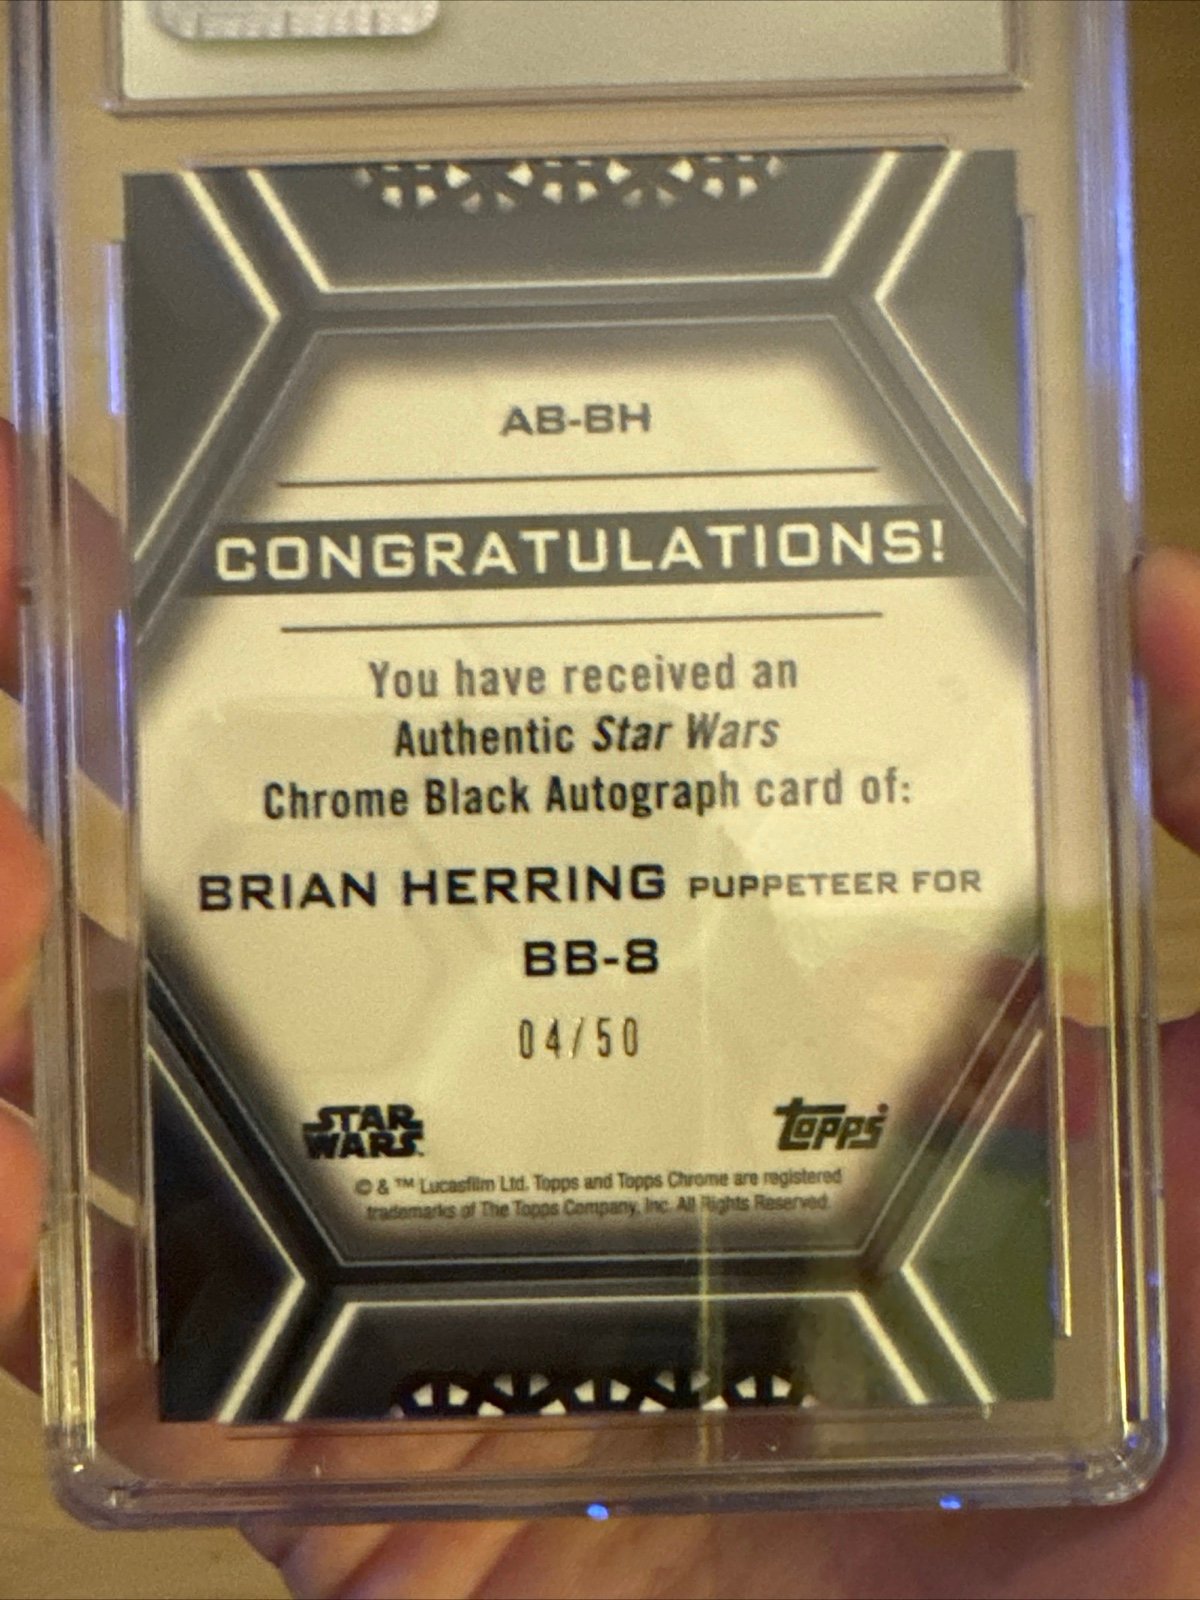 AB-BH
CONGRATULATIONS!
You have received an
Authentic Star Wars
Chrome Black Autograph card of:
BRIAN HERRING PUPPETEER FOR
BB-8
04/50
STAR
WARS
Topps
© & ™ Lucasfilm Ltd. Topps and Topps Chrome are registered
trademarks of The Topps Company, Inc. All Rights Reserved.